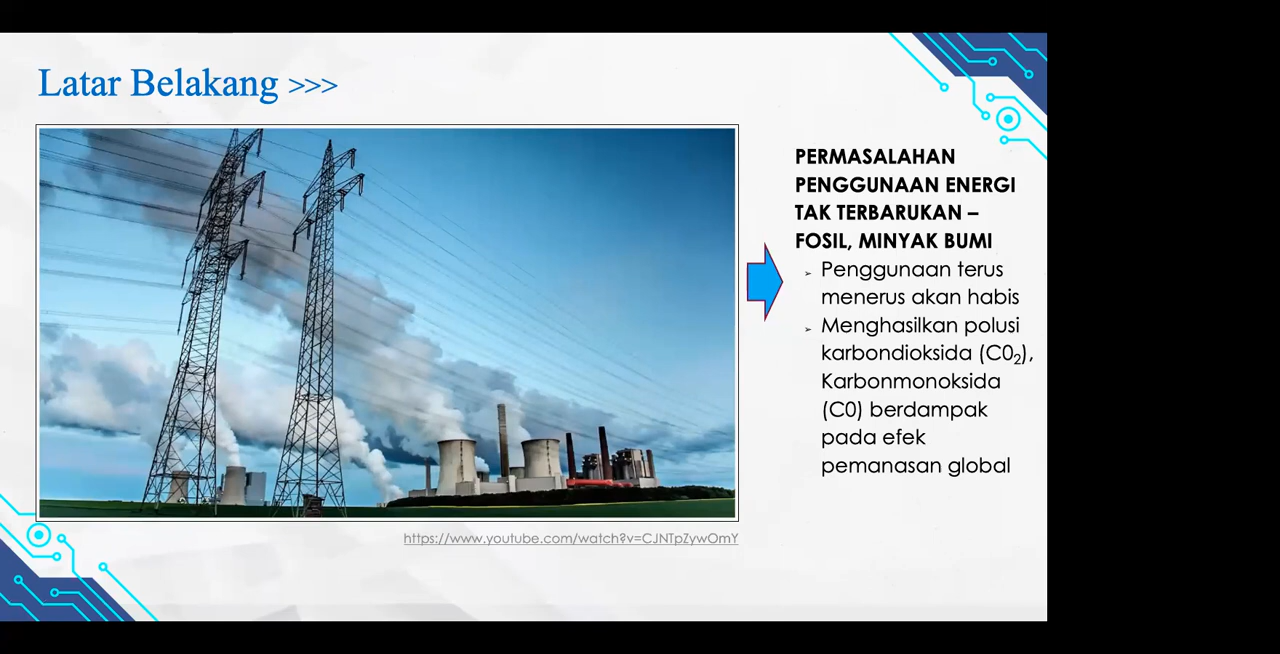 Latar Belakang >>>
PERMASALAHAN
PENGGUNAAN ENERGI
TAK TERBARUKAN –
FOSIL, MINYAK BUMI
➢ Penggunaan terus
menerus akan habis
➢ Menghasilkan polusi
karbondioksida (C0₂),
Karbonmonoksida
(C0) berdampak
pada efek
pemanasan global
https://www.youtube.com/watch?v=CJNTpZywOmY